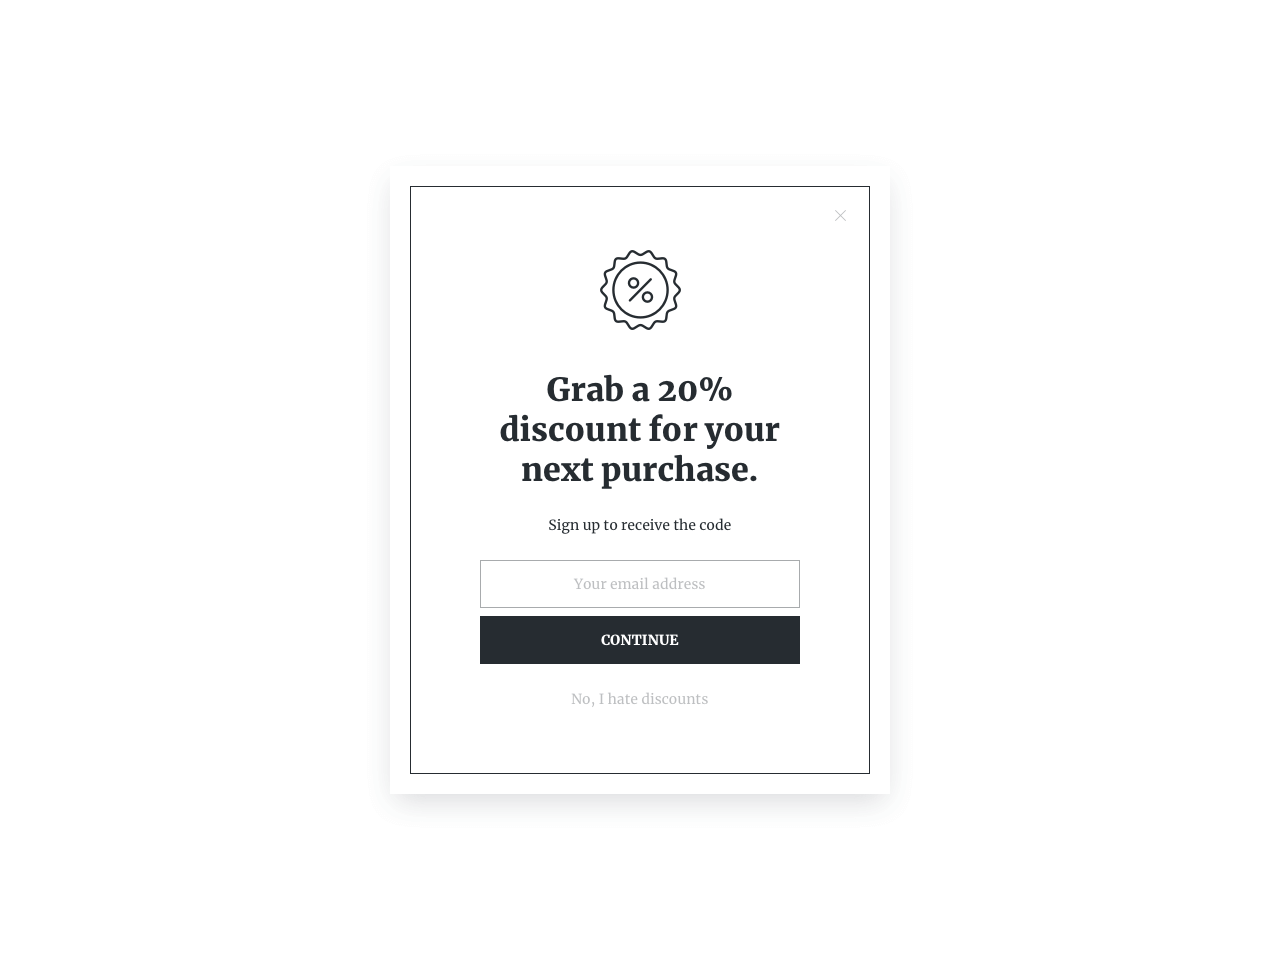 %
Grab a 20%
discount for your
next purchase.
Sign up to receive the code
Your email address
CONTINUE
No, I hate discounts